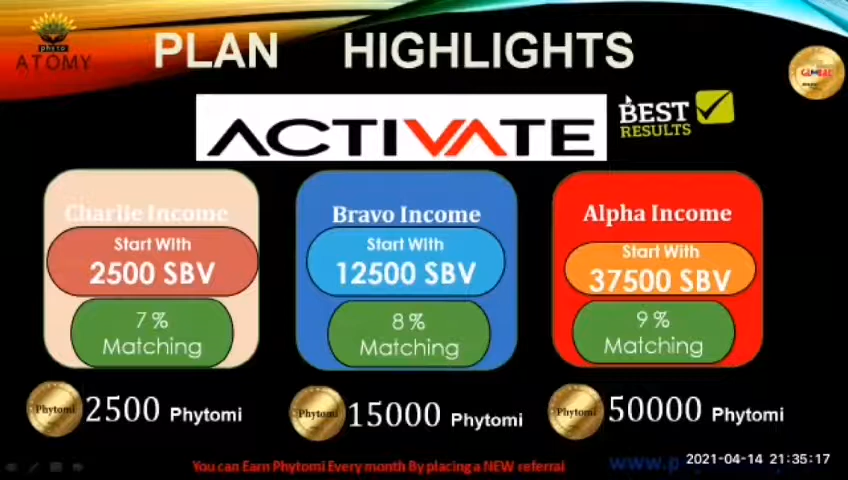 phyto
ATOMY
PLAN HIGHLIGHTS
GLOBAL
ACTIVATE
BEST
RESULTS
Charlie Income
Start With
2500 SBV
7 %
Matching
Bravo Income
Start With
12500 SBV
8 %
Matching
Alpha Income
Start With
37500 SBV
9 %
Matching
Phytomi 2500 Phytomi
Phytomi 15000 Phytomi
Phytomi 50000 Phytomi
You can Earn Phytomi Every month By placing a NEW referral
2021-04-14 21:35:17